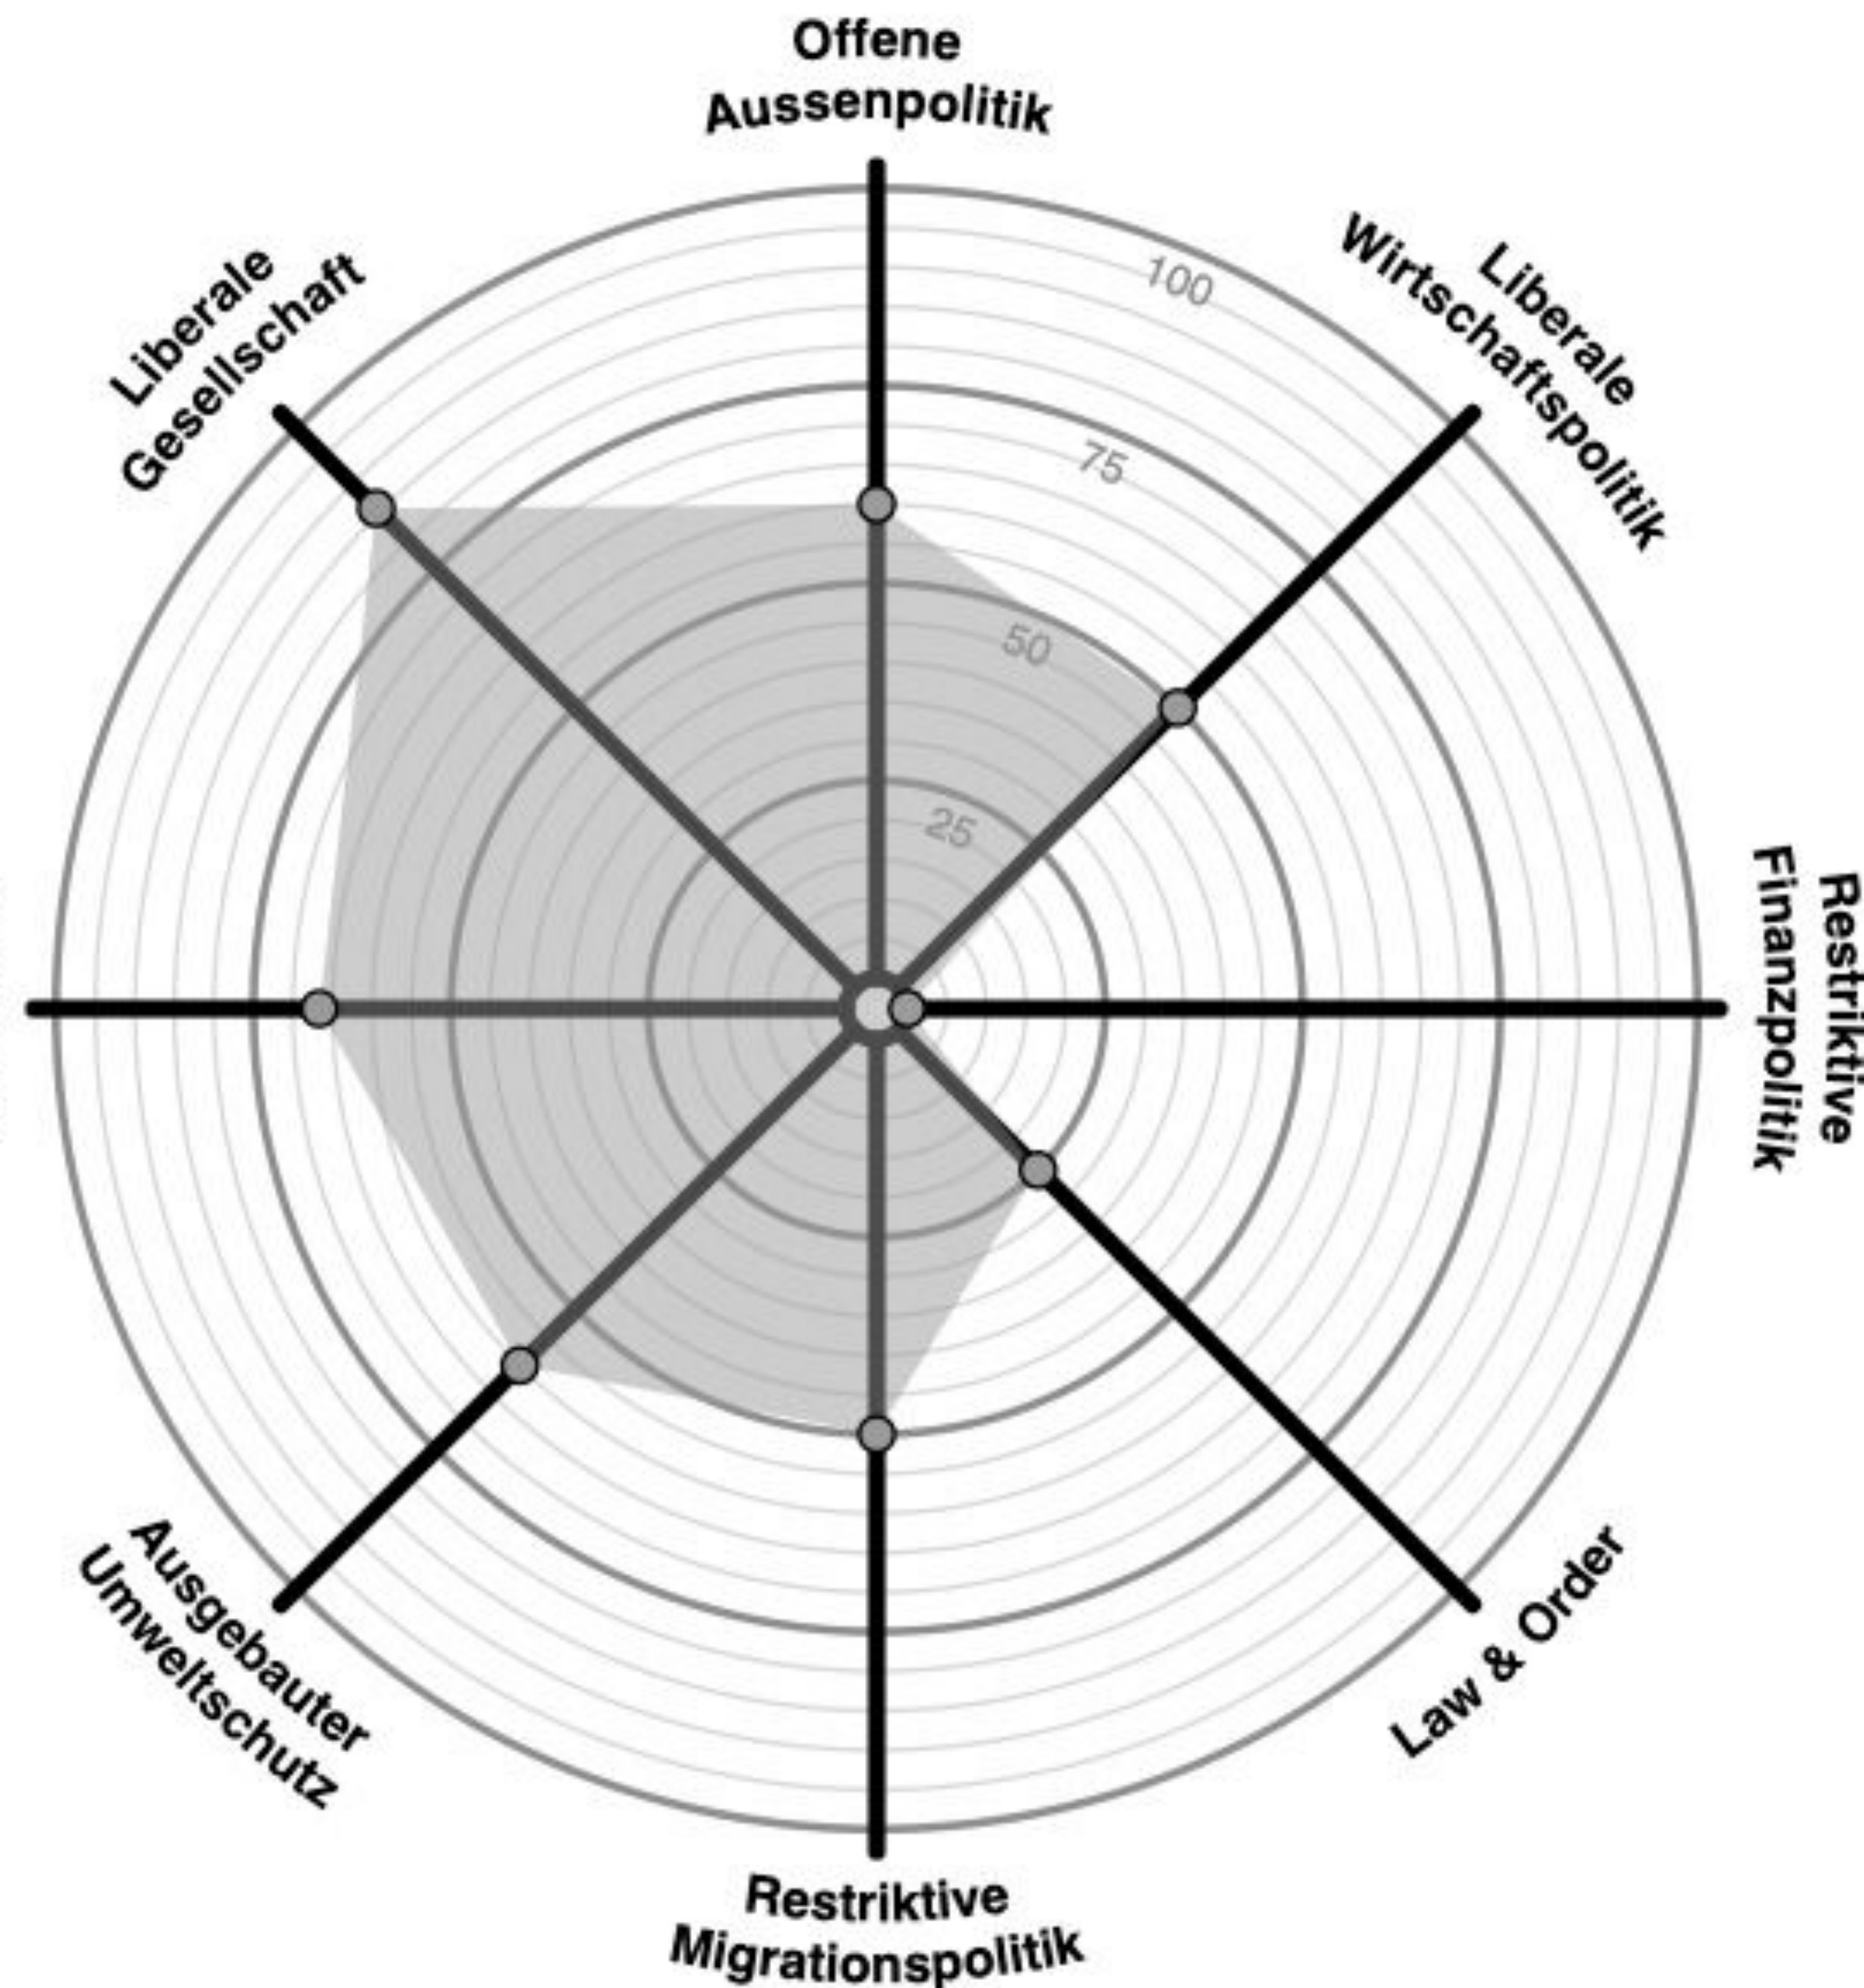 Offene
Aussenpolitik
Liberale
Wirtschaftspolitik
Restriktive
Finanzpolitik
Law & Order
Restriktive
Migrationspolitik
Ausgebauter
Umweltschutz
Liberale
Gesellschaft
100
75
50
25